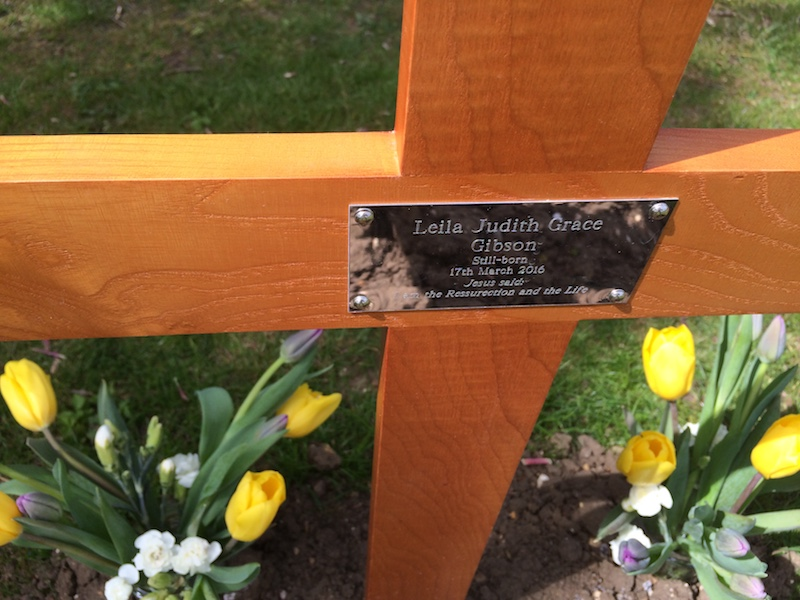 Leila Judith Grace
Gibson
Still-born
17th March 2016
Jesus said:
the Ressurection and the Life